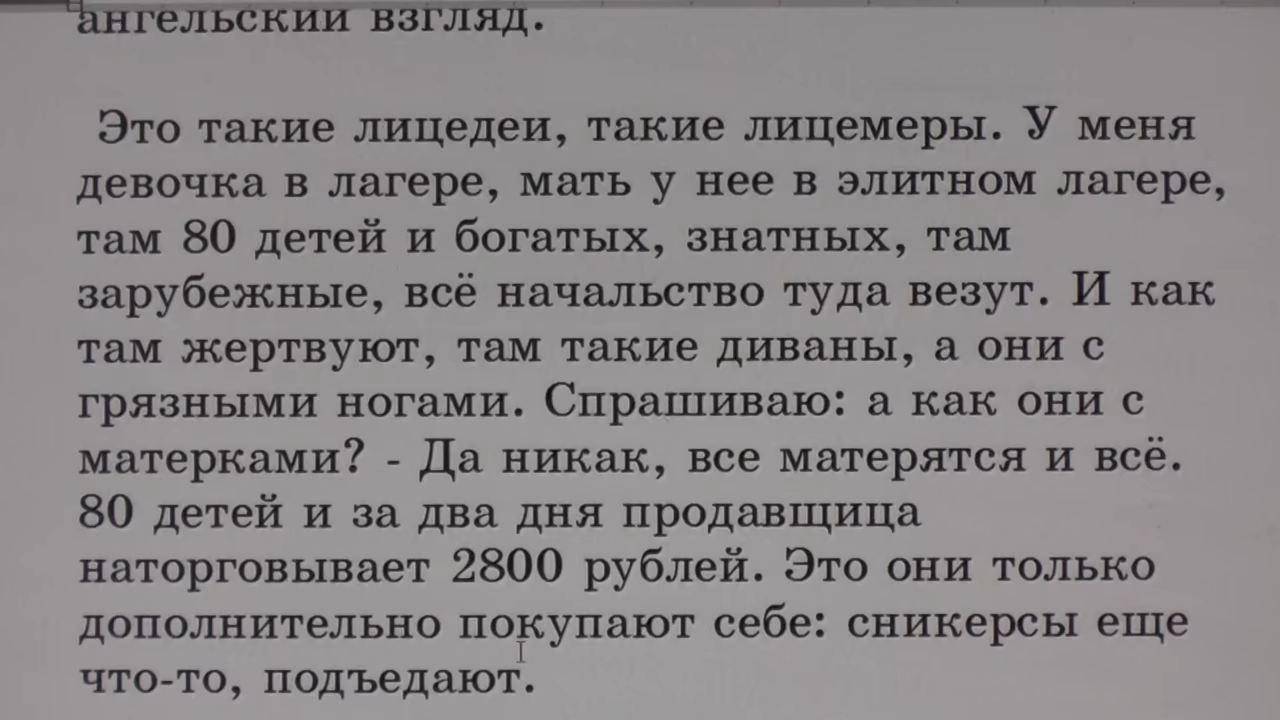 ангельский взгляд.
Это такие лицедеи, такие лицемеры. У меня
девочка в лагере, мать у нее в элитном лагере,
там 80 детей и богатых, знатных, там
зарубежные, всё начальство туда везут. И как
там жертвуют, там такие диваны, а они с
грязными ногами. Спрашиваю: а как они с
матерками? - Да никак, все матерятся и всё.
80 детей и за два дня продавщица
наторговывает 2800 рублей. Это они только
дополнительно покупают себе: сникерсы еще
что-то, подъедают.